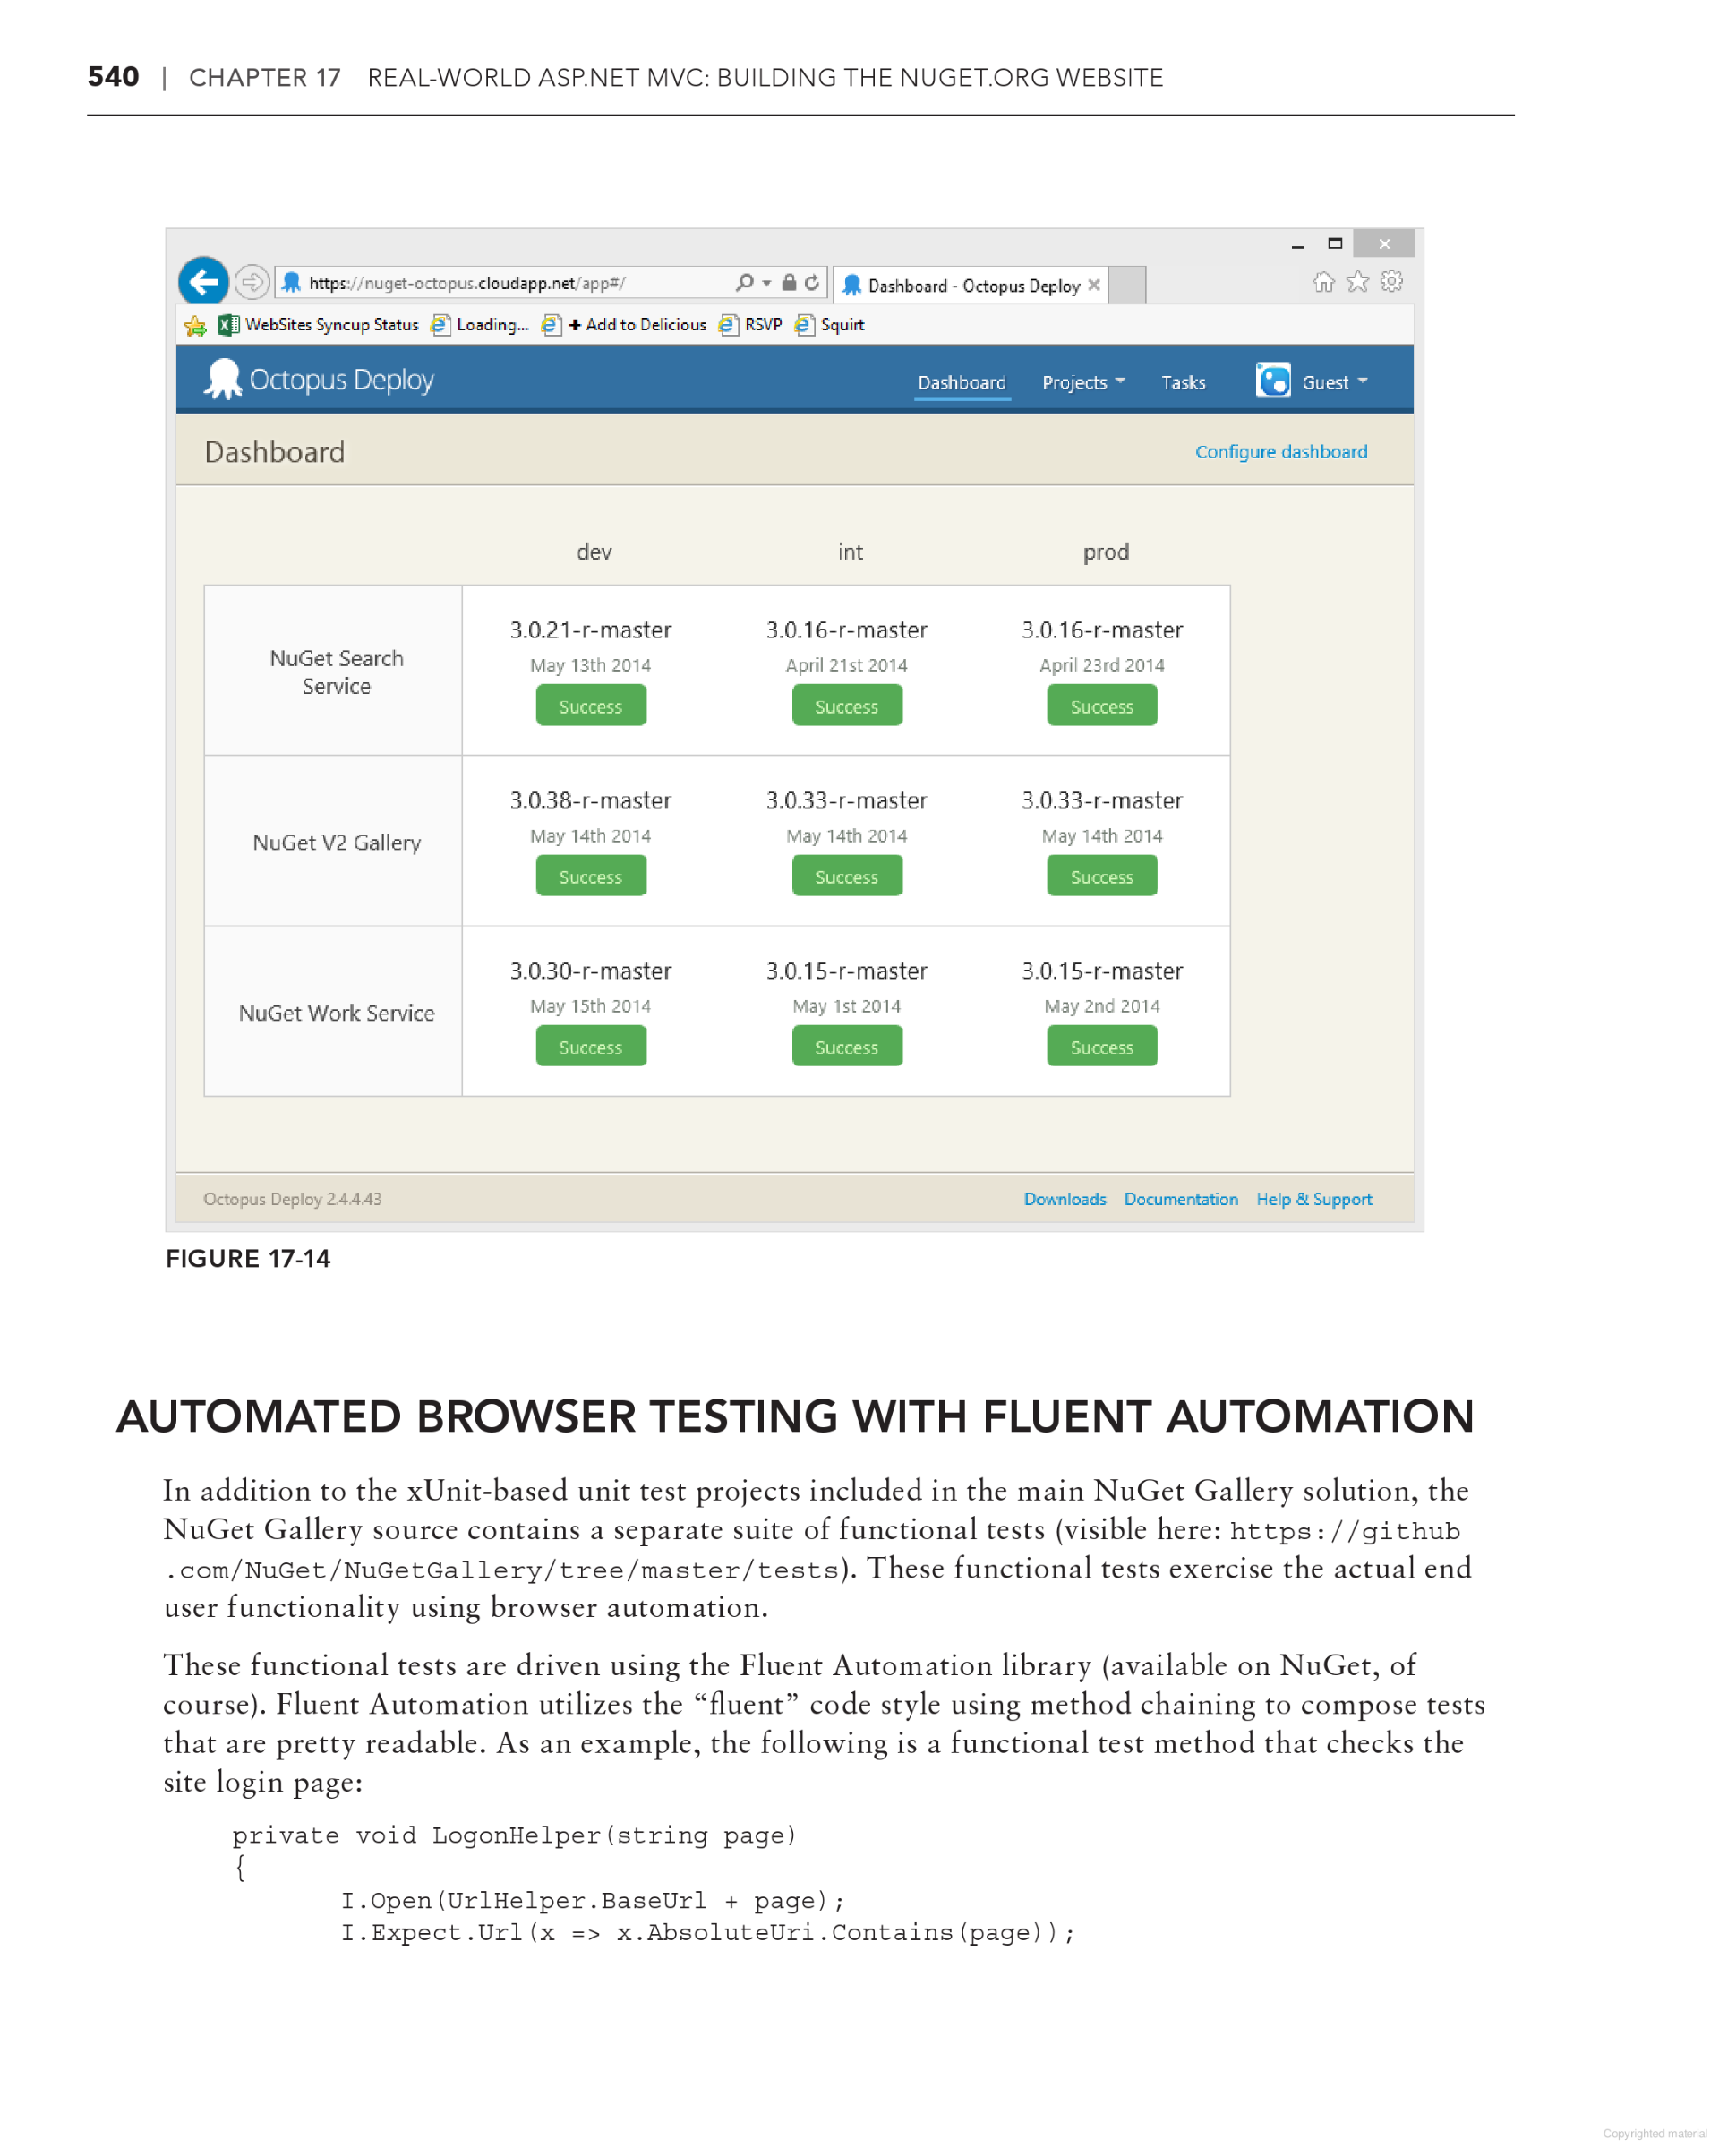 540 | CHAPTER 17 REAL-WORLD ASP.NET MVC: BUILDING THE NUGET.ORG WEBSITE
https://nuget-octopus.cloudapp.net/app#/ Dashboard - Octopus Deploy
WebSites Syncup Status Loading... + Add to Delicious RSVP Squirt
Octopus Deploy Dashboard Projects Tasks Guest
Dashboard Configure dashboard
dev int prod
3.0.21-r-master 3.0.16-r-master 3.0.16-r-master
NuGet Search
Service
May 13th 2014 April 21st 2014 April 23rd 2014
Success Success Success
3.0.38-r-master 3.0.33-r-master 3.0.33-r-master
NuGet V2 Gallery
May 14th 2014 May 14th 2014 May 14th 2014
Success Success Success
3.0.30-r-master 3.0.15-r-master 3.0.15-r-master
NuGet Work Service
May 15th 2014 May 1st 2014 May 2nd 2014
Success Success Success
Octopus Deploy 2.4.4.43 Downloads Documentation Help & Support
FIGURE 17-14
AUTOMATED BROWSER TESTING WITH FLUENT AUTOMATION
In addition to the xUnit-based unit test projects included in the main NuGet Gallery solution, the
NuGet Gallery source contains a separate suite of functional tests (visible here: https://github
.com/NuGet/NuGetGallery/tree/master/tests). These functional tests exercise the actual end
user functionality using browser automation.
These functional tests are driven using the Fluent Automation library (available on NuGet, of
course). Fluent Automation utilizes the “fluent” code style using method chaining to compose tests
that are pretty readable. As an example, the following is a functional test method that checks the
site login page:
private void LogonHelper(string page)
{
I.Open(UrlHelper.BaseUrl + page);
I.Expect.Url(x => x.AbsoluteUri.Contains(page));
Copyrighted material